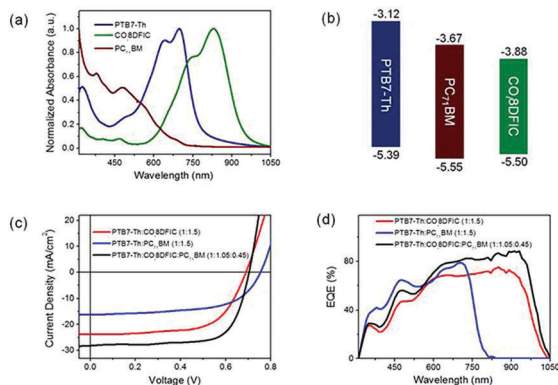 (a)
PTB7-Th
CO8DFIC
PC₇₁BM
Normalized Absorbance (a.u.)
1.0
0.8
0.6
0.4
0.2
0.0
450 600 750 900 1050
Wavelength (nm)
(b)
-3.12
-3.67
-3.88
PTB7-Th
PC₇₁BM
CO₈DFIC
-5.39
-5.55
-5.50
(c)
PTB7-Th:CO8DFIC (1:1.5)
PTB7-Th:PC₇₁BM (1:1.5)
PTB7-Th:CO8DFIC:PC₇₁BM (1:1.05:0.45)
Current Density (mA/cm²)
20
10
0
-10
-20
-30
0.0 0.2 0.4 0.6 0.8
Voltage (V)
(d)
PTB7-Th:CO8DFIC (1:1.5)
PTB7-Th:PC₇₁BM (1:1.5)
PTB7-Th:CO8DFIC:PC₇₁BM (1:1.05:0.45)
EQE (%)
80
40
0
450 600 750 900 1050
Wavelength (nm)